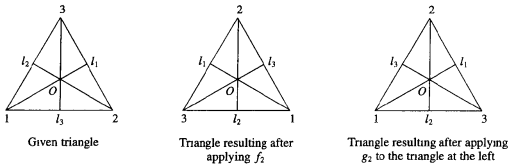 3 2 2
l₂ l₁ l₁ l₃ l₃ l₁
O O O
1 l₃ 2 3 l₂ 1 1 l₂ 3
Given triangle Triangle resulting after Triangle resulting after applying
applying f₂ g₂ to the triangle at the left